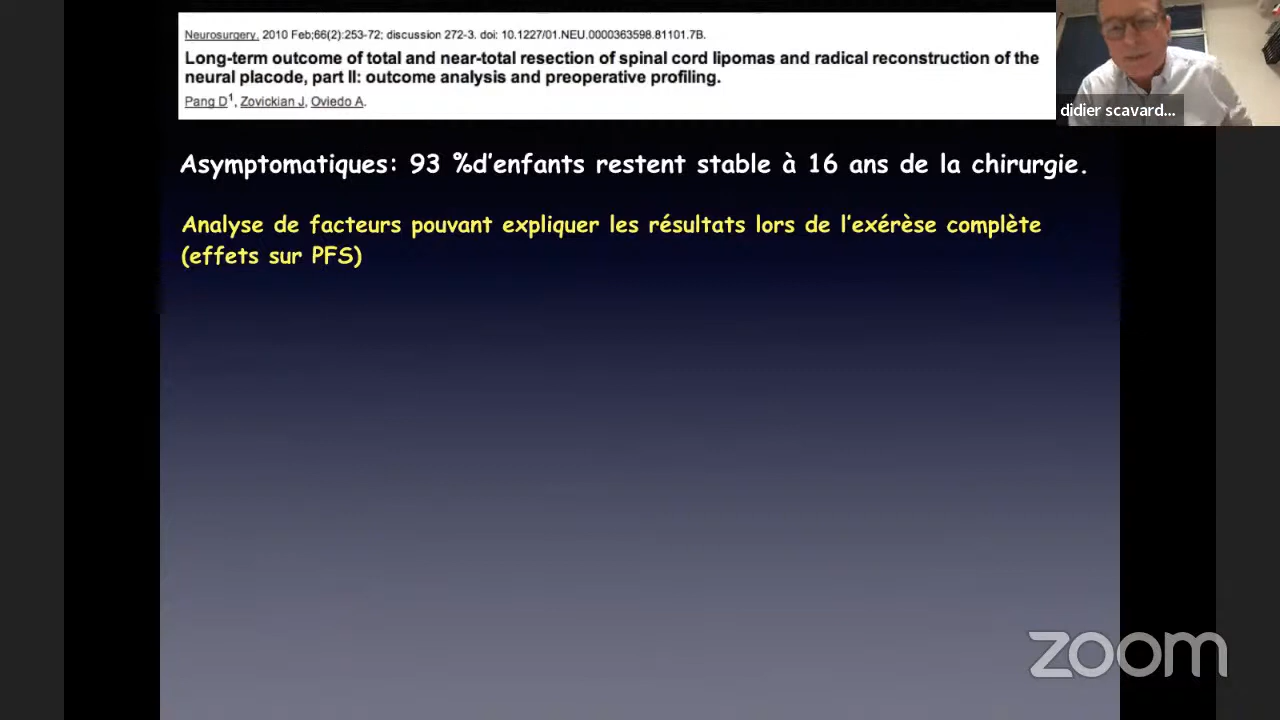 Neurosurgery. 2010 Feb;66(2):253-72; discussion 272-3. doi: 10.1227/01.NEU.0000363598.81101.7B.
Long-term outcome of total and near-total resection of spinal cord lipomas and radical reconstruction of the
neural placode, part II: outcome analysis and preoperative profiling.
Pang D1, Zovickian J, Oviedo A.
didier scavard...
Asymptomatiques: 93 %d'enfants restent stable à 16 ans de la chirurgie.
Analyse de facteurs pouvant expliquer les résultats lors de l'exérèse complète
(effets sur PFS)
zoom